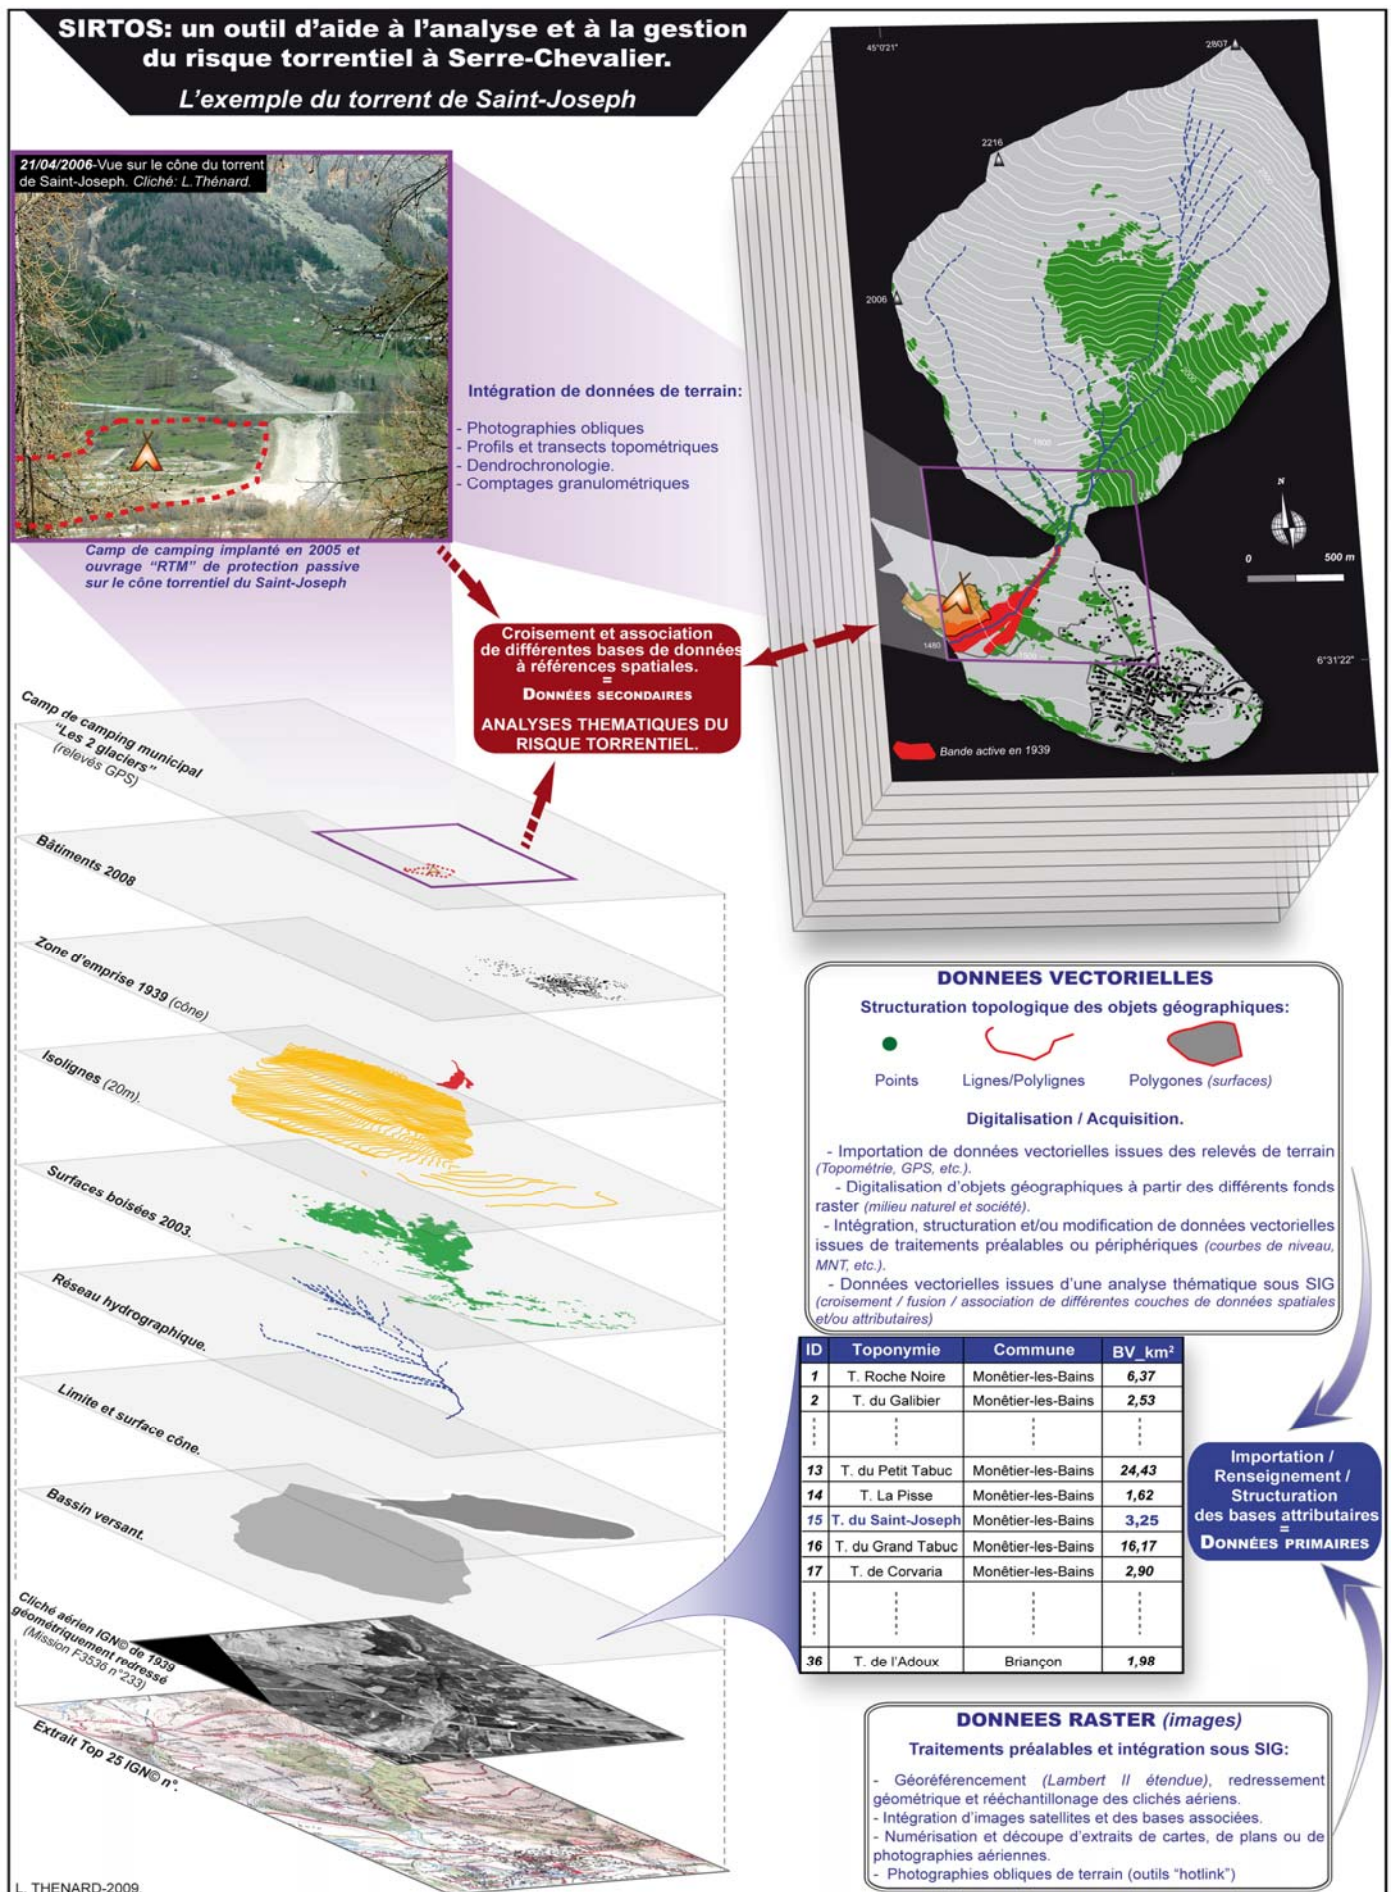 SIRTOS: un outil d'aide à l'analyse et à la gestion
du risque torrentiel à Serre-Chevalier.
L'exemple du torrent de Saint-Joseph
21/04/2006-Vue sur le cône du torrent
de Saint-Joseph. Cliché: L.Thénard.
Camp de camping implanté en 2005 et
ouvrage "RTM" de protection passive
sur le cône torrentiel du Saint-Joseph
Intégration de données de terrain:
- Photographies obliques
- Profils et transects topométriques
- Dendrochronologie.
- Comptages granulométriques
45°0'21"
2807
2216
2006
2500
2000
1800
1480
1500
N
0 500 m
6°31'22"
Bande active en 1939
Croisement et association
de différentes bases de données
à références spatiales.
=
DONNÉES SECONDAIRES
ANALYSES THEMATIQUES DU
RISQUE TORRENTIEL.
Camp de camping municipal
"Les 2 glaciers"
(relevés GPS)
Bâtiments 2008
Zone d'emprise 1939 (cône)
Isolignes (20m).
Surfaces boisées 2003.
Réseau hydrographique.
Limite et surface cône.
Bassin versant.
Cliché aérien IGN© de 1939
géométriquement redressé
(Mission F3536 n°233)
Extrait Top 25 IGN© n°.
L. THENARD-2009.
DONNEES VECTORIELLES
Structuration topologique des objets géographiques:
Points Lignes/Polylignes Polygones (surfaces)
Digitalisation / Acquisition.
- Importation de données vectorielles issues des relevés de terrain
(Topométrie, GPS, etc.).
- Digitalisation d'objets géographiques à partir des différents fonds
raster (milieu naturel et société).
- Intégration, structuration et/ou modification de données vectorielles
issues de traitements préalables ou périphériques (courbes de niveau,
MNT, etc.).
- Données vectorielles issues d'une analyse thématique sous SIG
(croisement / fusion / association de différentes couches de données spatiales
et/ou attributaires)
ID Toponymie Commune BV_km²
1 T. Roche Noire Monêtier-les-Bains 6,37
2 T. du Galibier Monêtier-les-Bains 2,53
13 T. du Petit Tabuc Monêtier-les-Bains 24,43
14 T. La Pisse Monêtier-les-Bains 1,62
15 T. du Saint-Joseph Monêtier-les-Bains 3,25
16 T. du Grand Tabuc Monêtier-les-Bains 16,17
17 T. de Corvaria Monêtier-les-Bains 2,90
36 T. de l'Adoux Briançon 1,98
Importation /
Renseignement /
Structuration
des bases attributaires
=
DONNÉES PRIMAIRES
DONNEES RASTER (images)
Traitements préalables et intégration sous SIG:
- Géoréférencement (Lambert II étendue), redressement
géométrique et rééchantillonage des clichés aériens.
- Intégration d'images satellites et des bases associées.
- Numérisation et découpe d'extraits de cartes, de plans ou de
photographies aériennes.
- Photographies obliques de terrain (outils "hotlink")